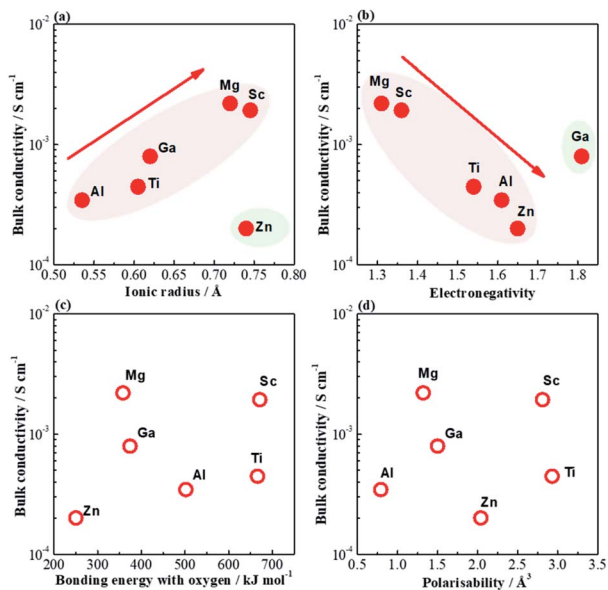 (a)
10⁻²
10⁻³
10⁻⁴
Bulk conductivity / S cm⁻¹
Mg
Sc
Ga
Al
Ti
Zn
0.50 0.55 0.60 0.65 0.70 0.75 0.80
Ionic radius / Å
(b)
10⁻²
10⁻³
10⁻⁴
Bulk conductivity / S cm⁻¹
Mg
Sc
Ga
Ti
Al
Zn
1.3 1.4 1.5 1.6 1.7 1.8
Electronegativity
(c)
10⁻²
10⁻³
10⁻⁴
Bulk conductivity / S cm⁻¹
Mg
Sc
Ga
Ti
Al
Zn
200 300 400 500 600 700
Bonding energy with oxygen / kJ mol⁻¹
(d)
10⁻²
10⁻³
10⁻⁴
Bulk conductivity / S cm⁻¹
Mg
Sc
Ga
Al
Ti
Zn
0.5 1.0 1.5 2.0 2.5 3.0 3.5
Polarisability / Å³